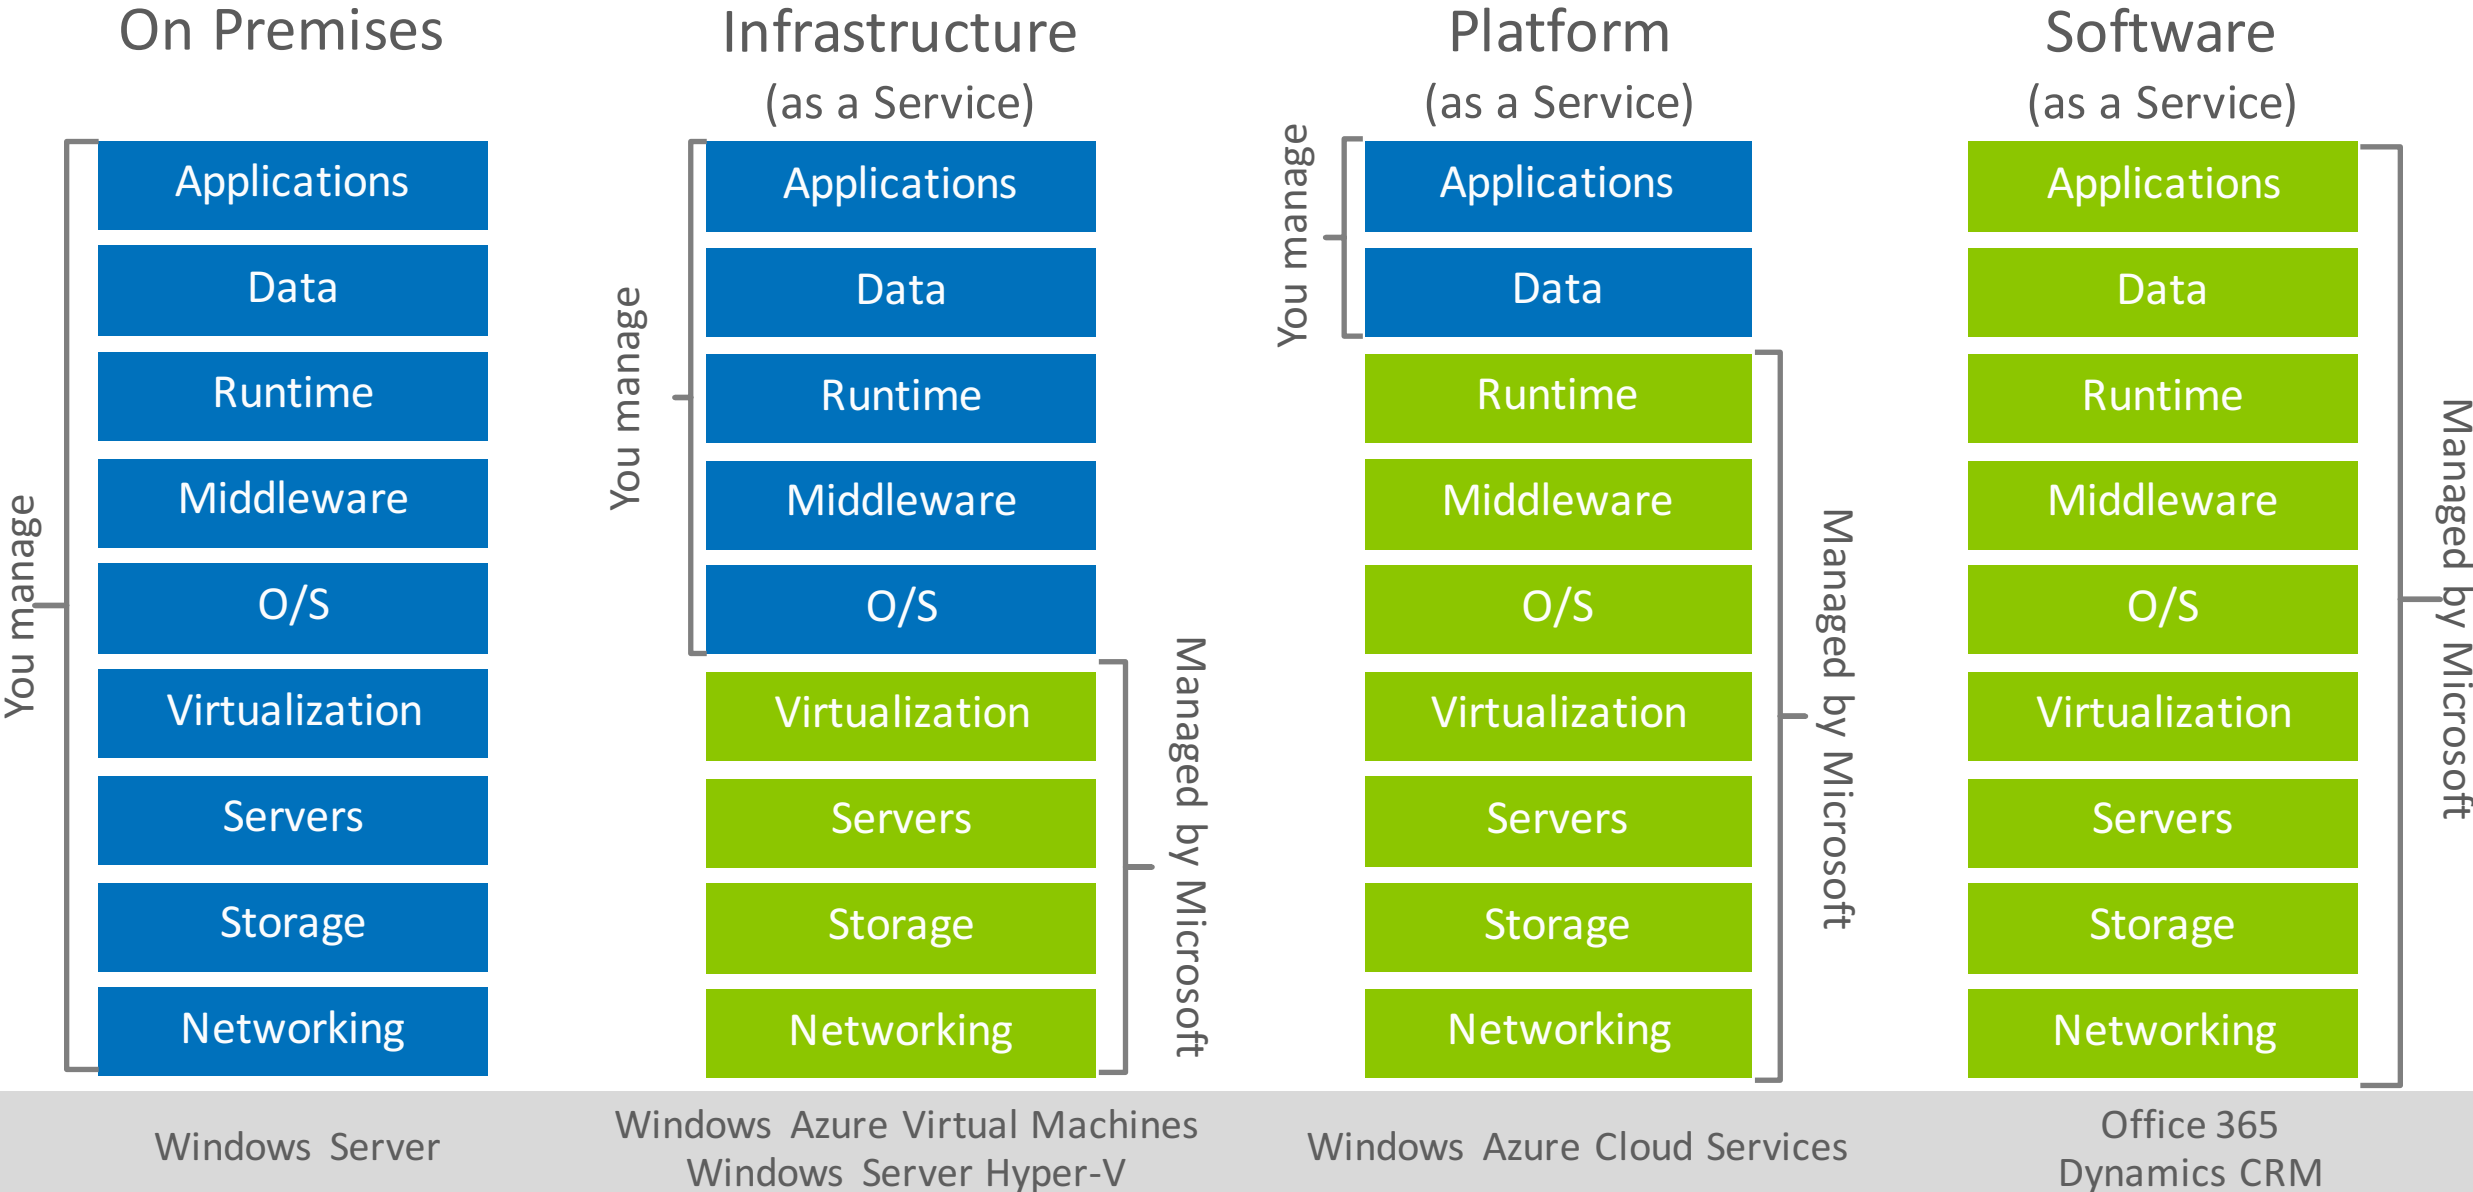 On Premises
You manage
Applications
Data
Runtime
Middleware
O/S
Virtualization
Servers
Storage
Networking
Windows Server
Infrastructure
(as a Service)
You manage
Applications
Data
Runtime
Middleware
O/S
Virtualization
Servers
Storage
Networking
Managed by Microsoft
Windows Azure Virtual Machines
Windows Server Hyper-V
Platform
(as a Service)
You manage
Applications
Data
Runtime
Middleware
O/S
Virtualization
Servers
Storage
Networking
Managed by Microsoft
Windows Azure Cloud Services
Software
(as a Service)
Applications
Data
Runtime
Middleware
O/S
Virtualization
Servers
Storage
Networking
Managed by Microsoft
Office 365
Dynamics CRM